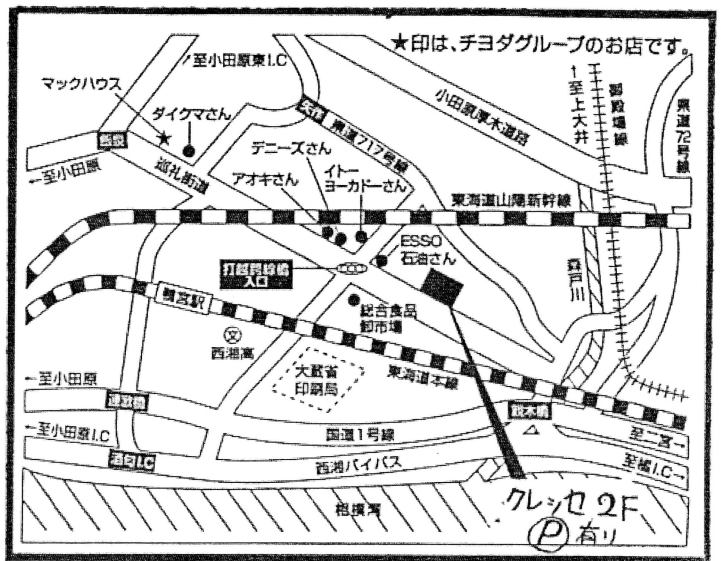 ★印は、チヨダグループのお店です。
↗至小田原東I.C
マックハウス
ダイクマさん
小田原厚木道路
↑至上大井
御殿場線
県道72号線
矢作
県道717号線
デニーズさん
アオキさん
イトーヨーカドーさん
←至小田原
巡礼街道
東海道山陽新幹線
ESSO
石油さん
入口
森戸川
鴨宮駅
総合食品
卸市場
西湘高
大蔵省
印刷局
東海道本線
←至小田原
国道1号線
至二宮→
←至小田原I.C
酒匂I.C
西湘バイパス
至橘I.C→
相模湾
クレシセ 2F
P 有り